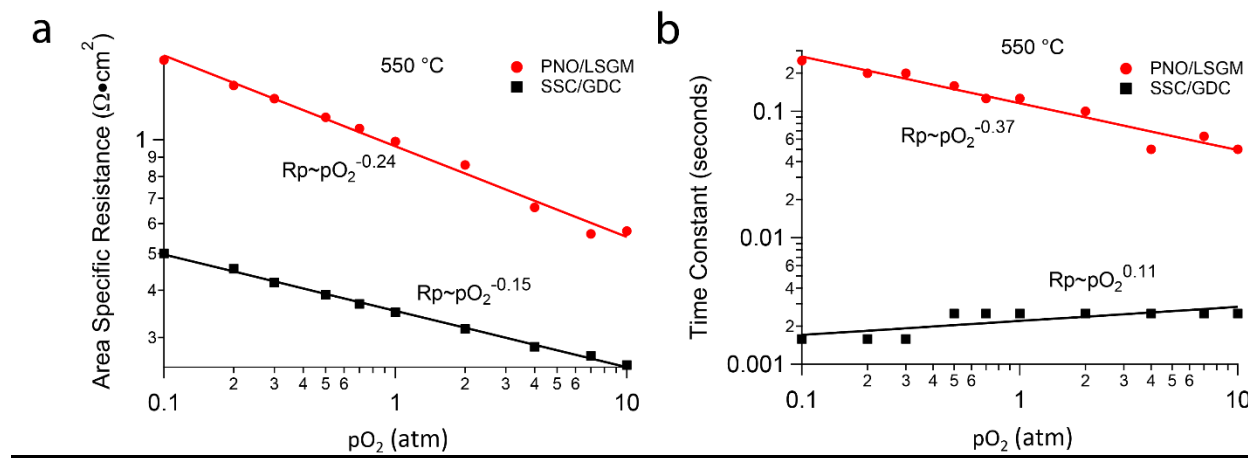 a
Area Specific Resistance (Ω•cm²)
550 °C
PNO/LSGM
SSC/GDC
1
9
8
7
6
5
4
3
Rp~pO₂^-0.24
Rp~pO₂^-0.15
0.1
2
3
4
5
6
1
2
3
4
5
6
10
pO₂ (atm)
b
Time Constant (seconds)
550 °C
PNO/LSGM
SSC/GDC
2
0.1
6
4
2
0.01
6
4
2
0.001
Rp~pO₂^-0.37
Rp~pO₂^0.11
0.1
2
3
4
5
6
1
2
3
4
5
6
10
pO₂ (atm)